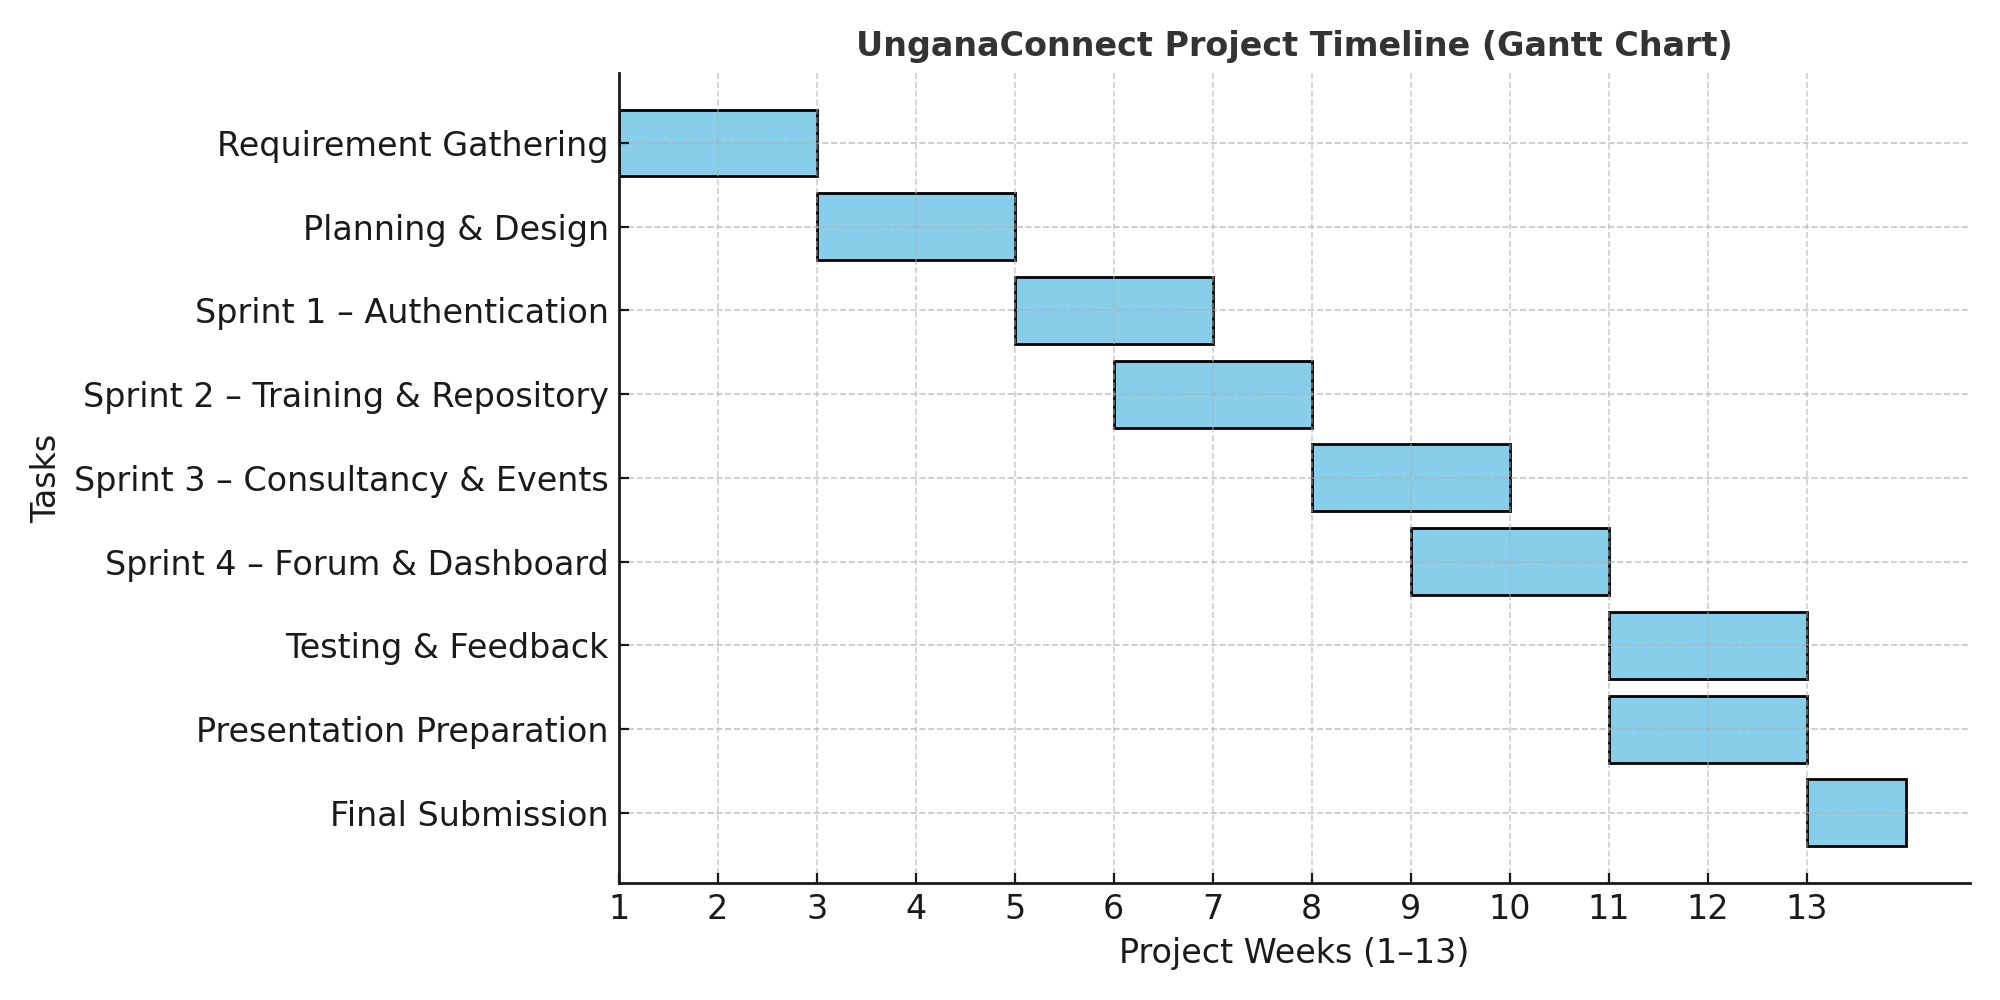 UnganaConnect Project Timeline (Gantt Chart)
Tasks
Requirement Gathering
Planning & Design
Sprint 1 – Authentication
Sprint 2 – Training & Repository
Sprint 3 – Consultancy & Events
Sprint 4 – Forum & Dashboard
Testing & Feedback
Presentation Preparation
Final Submission
1 2 3 4 5 6 7 8 9 10 11 12 13
Project Weeks (1–13)